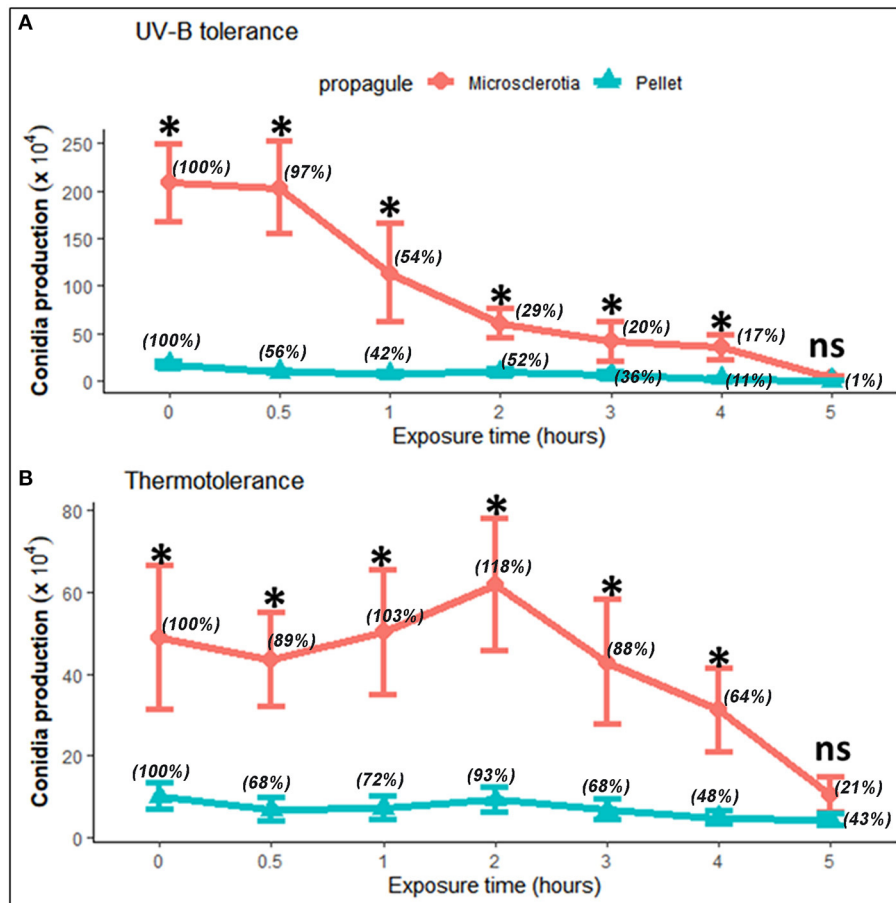 A
UV-B tolerance
propagule Microsclerotia Pellet
Conidia production (x 10⁴)
250
200
150
100
50
0
* * * * * * ns
(100%) (97%) (54%) (29%) (20%) (17%)
(100%) (56%) (42%) (52%) (36%) (11%) (1%)
0 0.5 1 2 3 4 5
Exposure time (hours)
B
Thermotolerance
Conidia production (x 10⁴)
80
60
40
20
0
* * * * * * ns
(100%) (89%) (103%) (118%) (88%) (64%) (21%)
(100%) (68%) (72%) (93%) (68%) (48%) (43%)
0 0.5 1 2 3 4 5
Exposure time (hours)